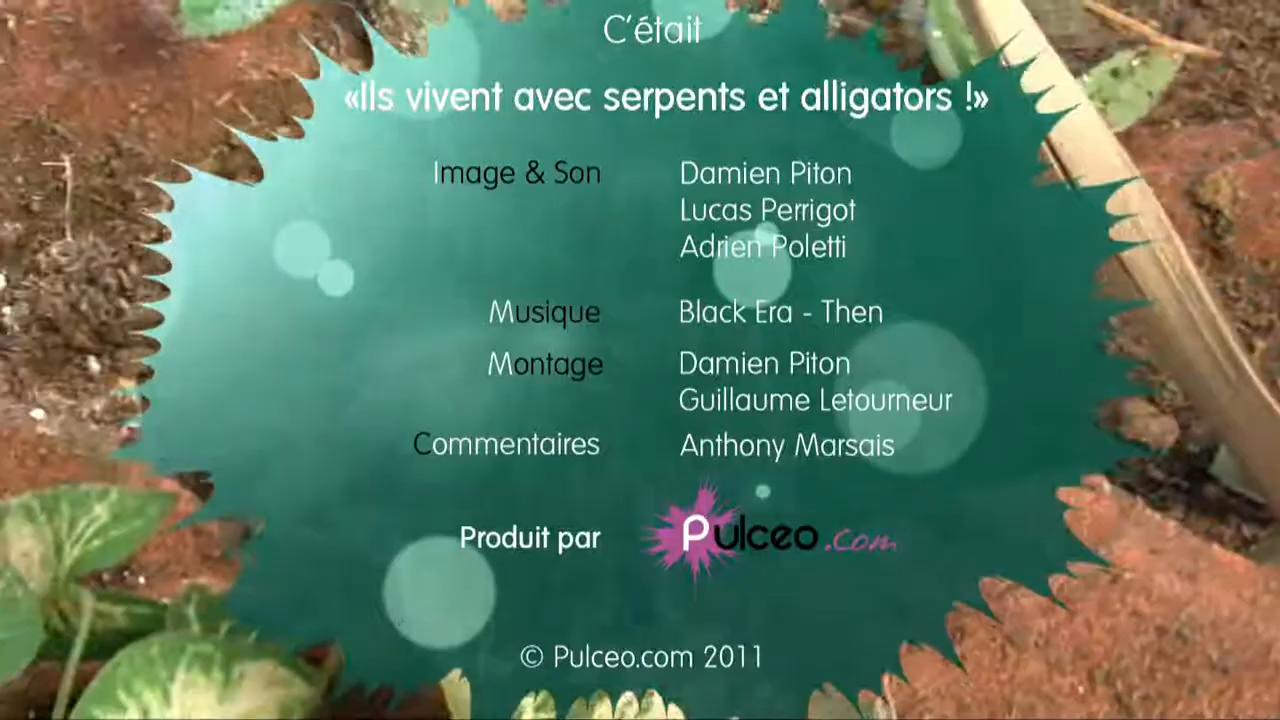 C'était
«Ils vivent avec serpents et alligators !»
Image & Son Damien Piton
Lucas Perrigot
Adrien Poletti
Musique Black Era - Then
Montage Damien Piton
Guillaume Letourneur
Commentaires Anthony Marsais
Produit par Pulceo.com
© Pulceo.com 2011